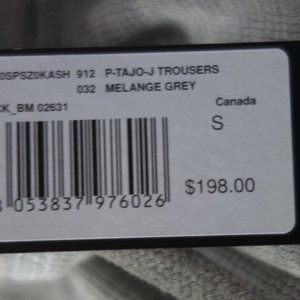 0SPSZ0KASH 912 P-TAJO-J TROUSERS
032 MELANGE GREY
CK_BM 02631
Canada
S
$198.00
053837 976026